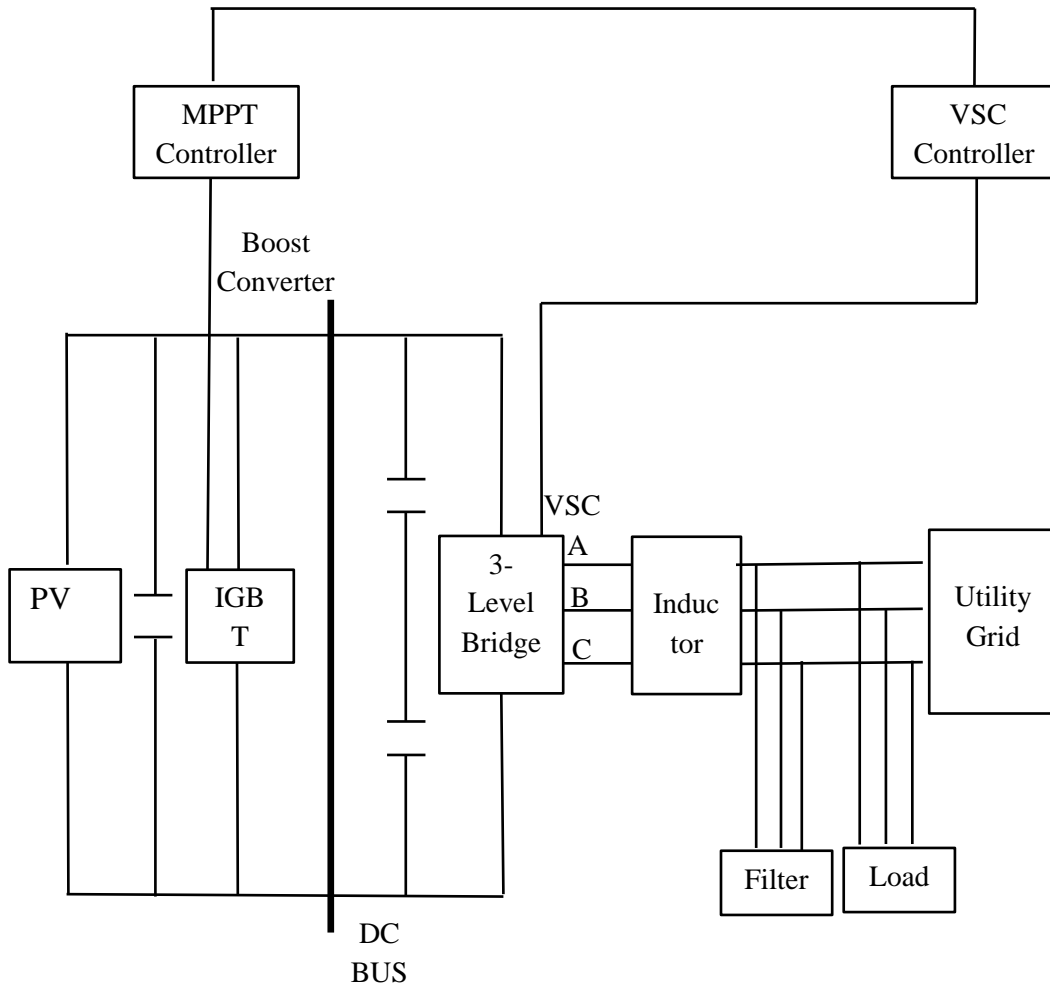 MPPT
Controller
VSC
Controller
Boost
Converter
VSC
PV
IGB
T
3-
Level
Bridge
A
B
C
Induc
tor
Utility
Grid
Filter
Load
DC
BUS